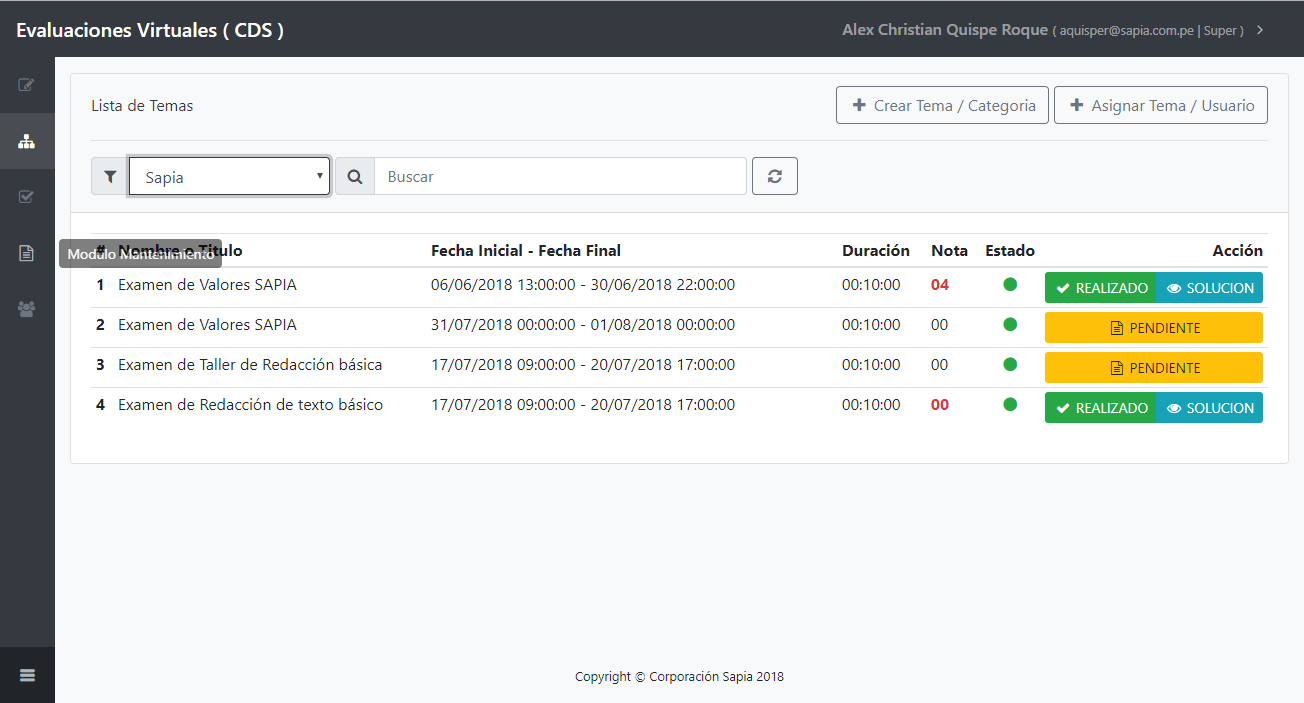 Evaluaciones Virtuales ( CDS )
Alex Christian Quispe Roque ( aquisper@sapia.com.pe | Super )
Lista de Temas
Crear Tema / Categoria
Asignar Tema / Usuario
Sapia
Buscar
# Nombre o Titulo Fecha Inicial - Fecha Final Duración Nota Estado Acción
Modulo Mantenimiento
1 Examen de Valores SAPIA 06/06/2018 13:00:00 - 30/06/2018 22:00:00 00:10:00 04 REALIZADO SOLUCION
2 Examen de Valores SAPIA 31/07/2018 00:00:00 - 01/08/2018 00:00:00 00:10:00 00 PENDIENTE
3 Examen de Taller de Redacción básica 17/07/2018 09:00:00 - 20/07/2018 17:00:00 00:10:00 00 PENDIENTE
4 Examen de Redacción de texto básico 17/07/2018 09:00:00 - 20/07/2018 17:00:00 00:10:00 00 REALIZADO SOLUCION
Copyright © Corporación Sapia 2018